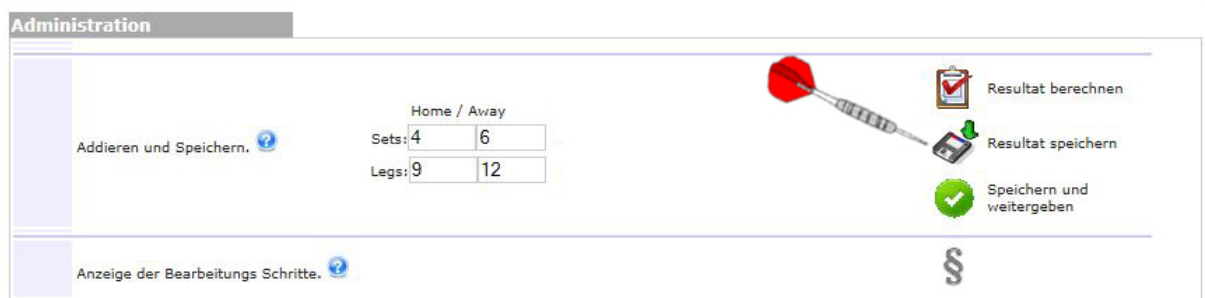 Administration
Home / Away
Resultat berechnen
Addieren und Speichern. ?
Sets: 4 6
Resultat speichern
Legs: 9 12
Speichern und
weitergeben
Anzeige der Bearbeitungs Schritte. ?
§